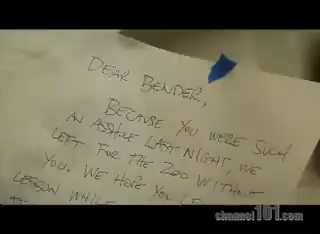 DEAR BENDER,
BECAUSE YOU WERE SUCH
AN ASSHOLE LAST NIGHT, WE
LEFT FOR THE ZOO WITHOUT
YOU. WE HOPE YOU
LESSON WHILE
channel101.com